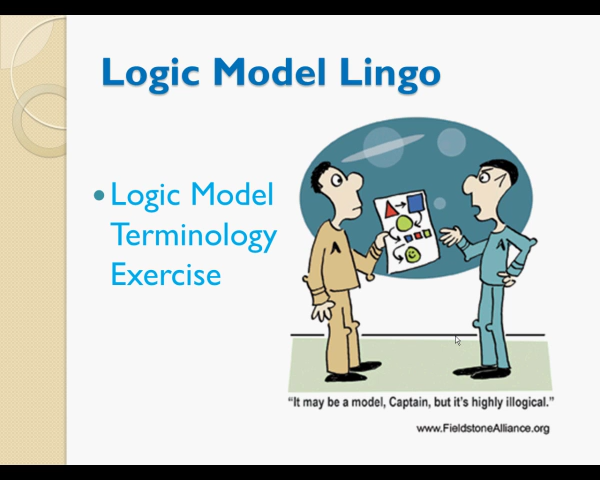 Logic Model Lingo
Logic Model
Terminology
Exercise
A
A
"It may be a model, Captain, but it's highly illogical."
www.FieldstoneAlliance.org